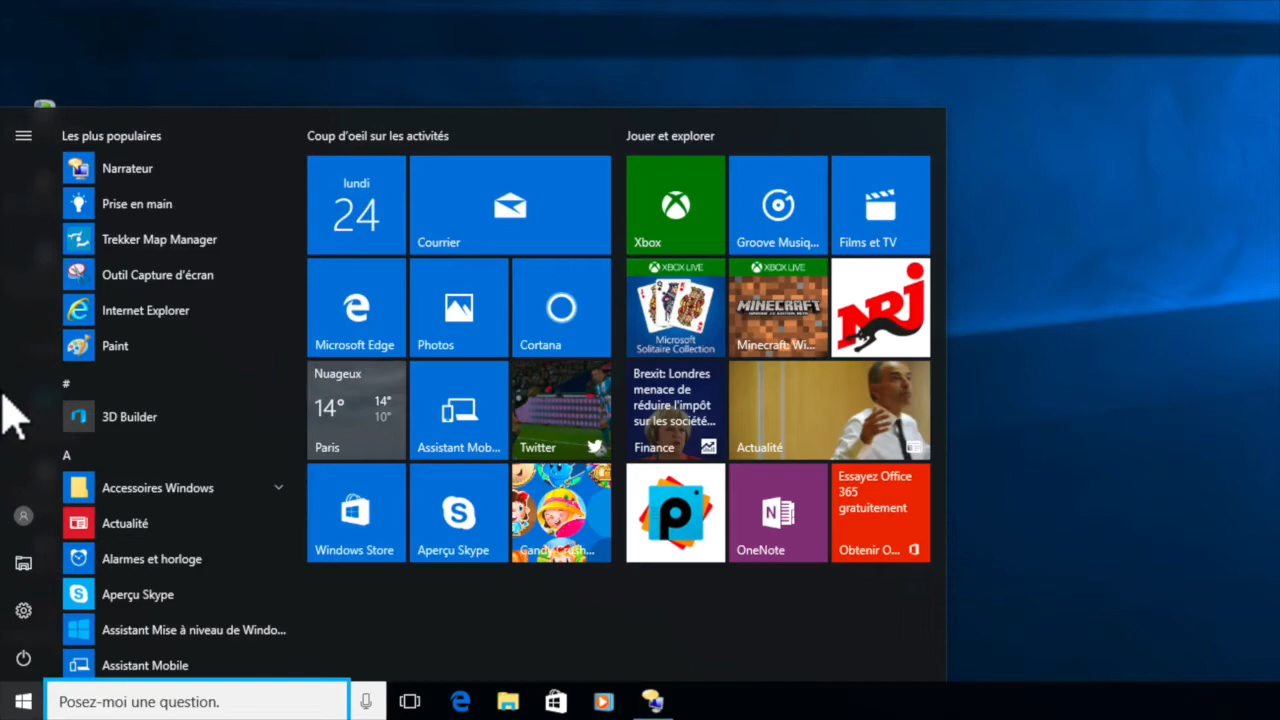 Les plus populaires
Narrateur
Prise en main
Trekker Map Manager
Outil Capture d'écran
Internet Explorer
Paint
#
3D Builder
A
Accessoires Windows
Actualité
Alarmes et horloge
Aperçu Skype
Assistant Mise à niveau de Windo...
Assistant Mobile
Coup d'oeil sur les activités
lundi
24
Courrier
Microsoft Edge
Photos
Cortana
Nuageux
14°
14°
10°
Paris
Assistant Mob...
Twitter
Windows Store
Aperçu Skype
Candy Crush...
Jouer et explorer
Xbox
Groove Musiq...
Films et TV
XBOX LIVE
Microsoft
Solitaire Collection
XBOX LIVE
MINECRAFT
Minecraft: Wi...
NRJ
Brexit: Londres
menace de
réduire l'impôt
sur les société...
Finance
Actualité
OneNote
Essayez Office
365
gratuitement
Obtenir O...
Posez-moi une question.